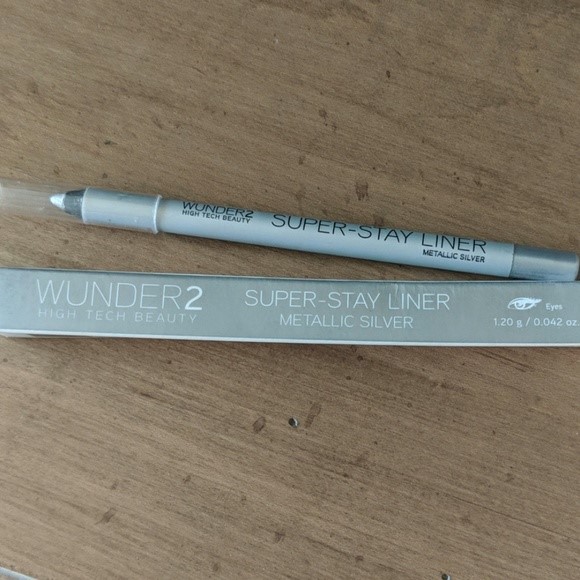 WUNDER2
HIGH TECH BEAUTY
SUPER-STAY LINER
METALLIC SILVER
WUNDER2
HIGH TECH BEAUTY
SUPER-STAY LINER
METALLIC SILVER
Eyes
1.20 g / 0.042 oz.